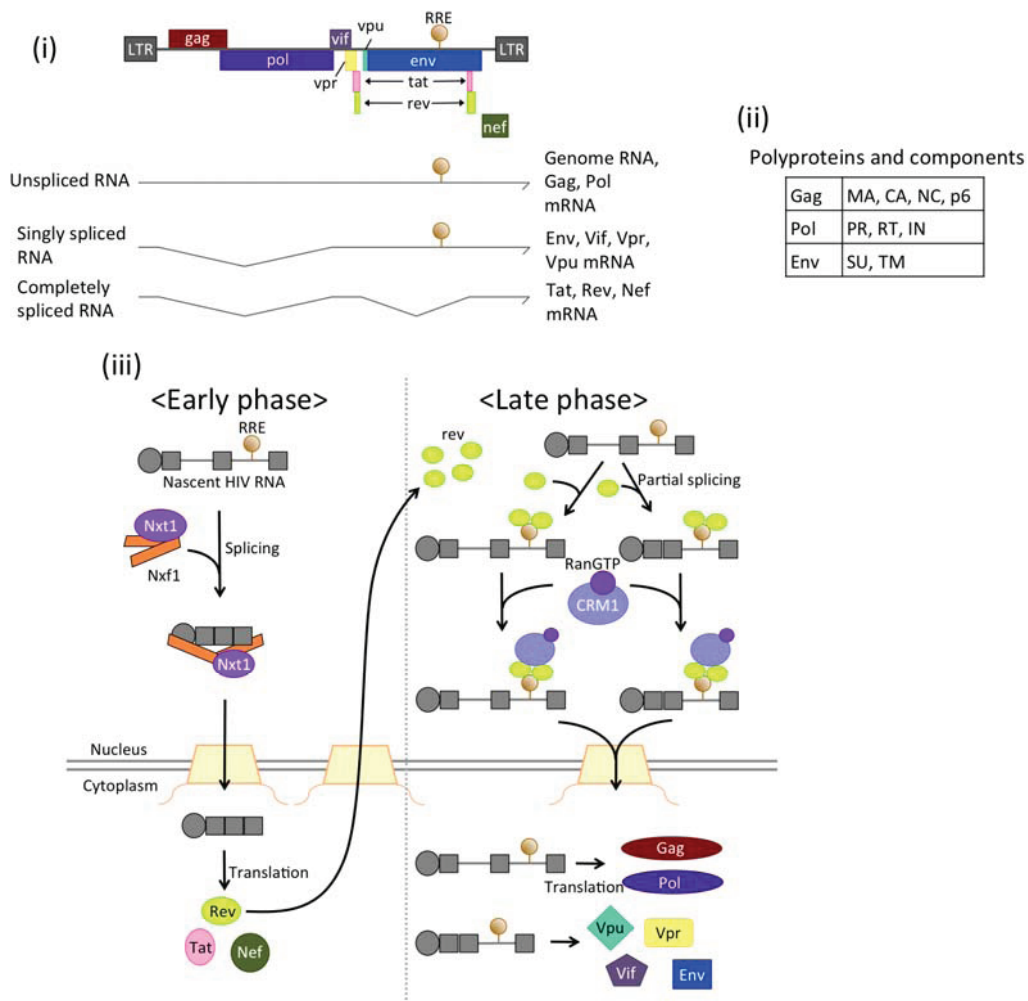 (i)
LTR
gag
pol
vif
vpr
vpu
RRE
env
tat
rev
nef
LTR
Unspliced RNA
Genome RNA,
Gag, Pol
mRNA
Singly spliced
RNA
Env, Vif, Vpr,
Vpu mRNA
Completely
spliced RNA
Tat, Rev, Nef
mRNA
(ii)
Polyproteins and components
Gag MA, CA, NC, p6
Pol PR, RT, IN
Env SU, TM
(iii)
<Early phase>
RRE
Nascent HIV RNA
Nxt1
Nxf1
Splicing
Nxt1
Nucleus
Cytoplasm
Translation
Rev
Tat
Nef
<Late phase>
rev
Partial splicing
RanGTP
CRM1
Translation
Gag
Pol
Vpu
Vpr
Vif
Env